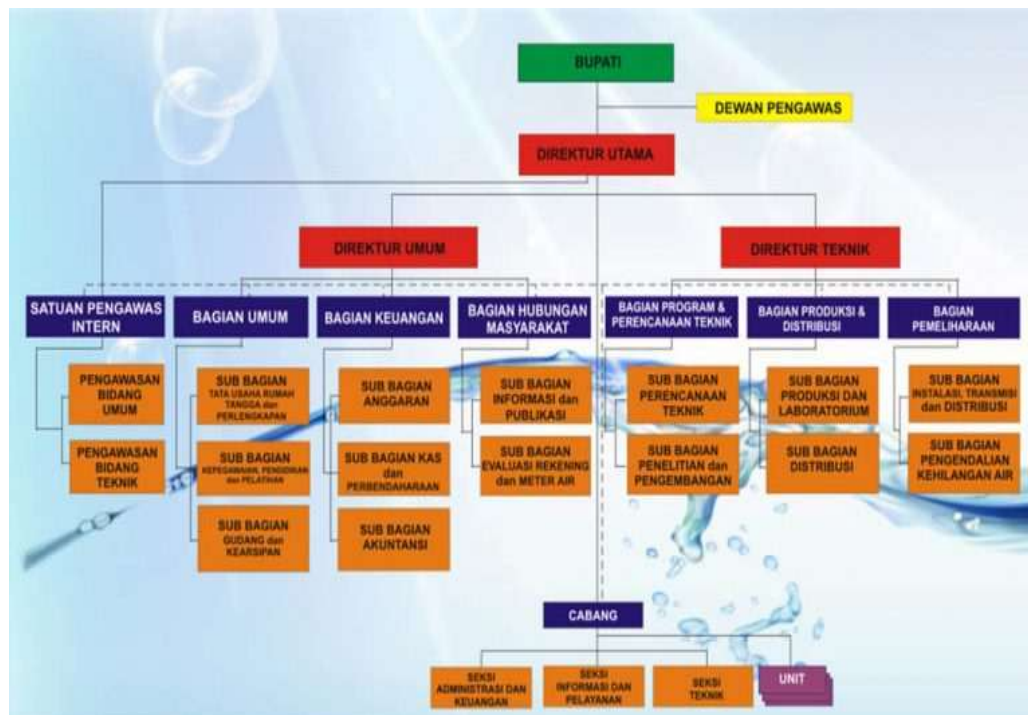 BUPATI
DEWAN PENGAWAS
DIREKTUR UTAMA
DIREKTUR UMUM
DIREKTUR TEKNIK
SATUAN PENGAWAS
INTERN
BAGIAN UMUM
BAGIAN KEUANGAN
BAGIAN HUBUNGAN
MASYARAKAT
BAGIAN PROGRAM &
PERENCANAAN TEKNIK
BAGIAN PRODUKSI &
DISTRIBUSI
BAGIAN
PEMELIHARAAN
PENGAWASAN
BIDANG
UMUM
SUB BAGIAN
TATA USAHA RUMAH
TANGGA dan
PERLENGKAPAN
SUB BAGIAN
ANGGARAN
SUB BAGIAN
INFORMASI dan
PUBLIKASI
SUB BAGIAN
PERENCANAAN
TEKNIK
SUB BAGIAN
PRODUKSI DAN
LABORATORIUM
SUB BAGIAN
INSTALASI, TRANSMISI
dan DISTRIBUSI
PENGAWASAN
BIDANG
TEKNIK
SUB BAGIAN
dan PELATIHAN
SUB BAGIAN KAS
dan
PERBENDAHARAAN
SUB BAGIAN
EVALUASI REKENING
dan METER AIR
SUB BAGIAN
PENELITIAN dan
PENGEMBANGAN
SUB BAGIAN
DISTRIBUSI
SUB BAGIAN
PENGENDALIAN
KEHILANGAN AIR
SUB BAGIAN
GUDANG dan
KEARSIPAN
SUB BAGIAN
AKUNTANSI
CABANG
SEKSI
ADMINISTRASI DAN
KEUANGAN
SEKSI
INFORMASI DAN
PELAYANAN
SEKSI
TEKNIK
UNIT